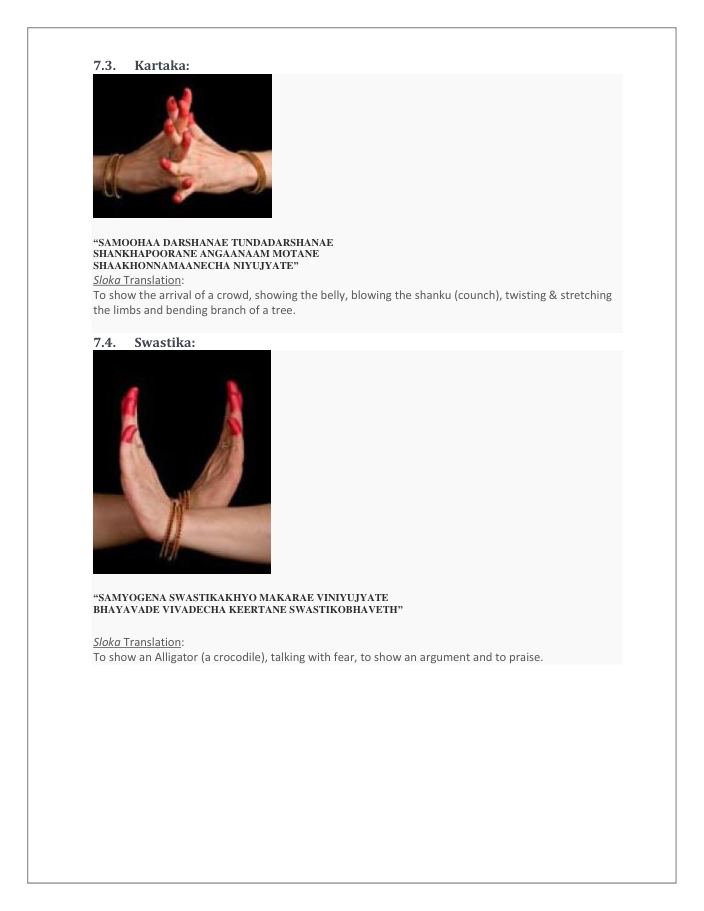 7.3. Kartaka:
“SAMOOHAA DARSHANAE TUNDADARSHANAE
SHANKHAPOORANE ANGAANAAM MOTANE
SHAAKHONNAMAANECHA NIYUJYATE”
Sloka Translation:
To show the arrival of a crowd, showing the belly, blowing the shanku (counch), twisting & stretching
the limbs and bending branch of a tree.
7.4. Swastika:
“SAMYOGENA SWASTIKAKHYO MAKARAE VINIYUJYATE
BHAYAVADE VIVADECHA KEERTANE SWASTIKOBHAVETH”
Sloka Translation:
To show an Alligator (a crocodile), talking with fear, to show an argument and to praise.